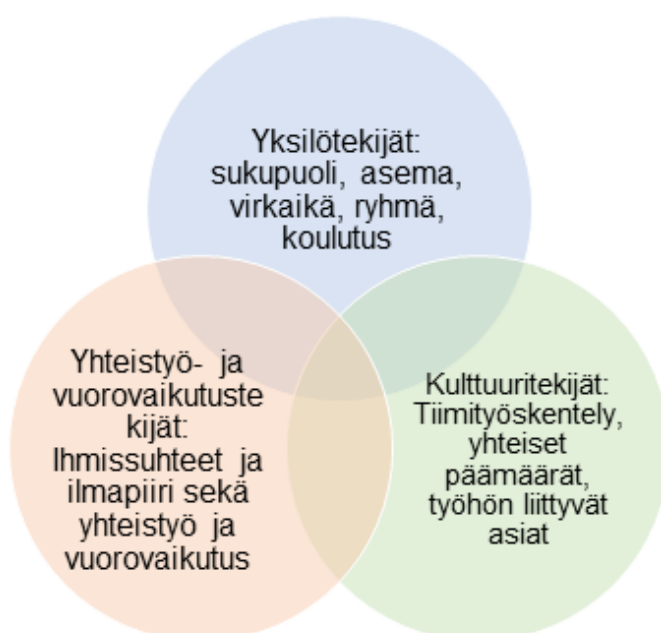 Yksilötekijät:
sukupuoli, asema,
virkaikä, ryhmä,
koulutus
Yhteistyö- ja
vuorovaikutuste
kijät:
Ihmissuhteet ja
ilmapiiri sekä
yhteistyö ja
vuorovaikutus
Kulttuuritekijät:
Tiimityöskentely,
yhteiset
päämäärät,
työhön liittyvät
asiat